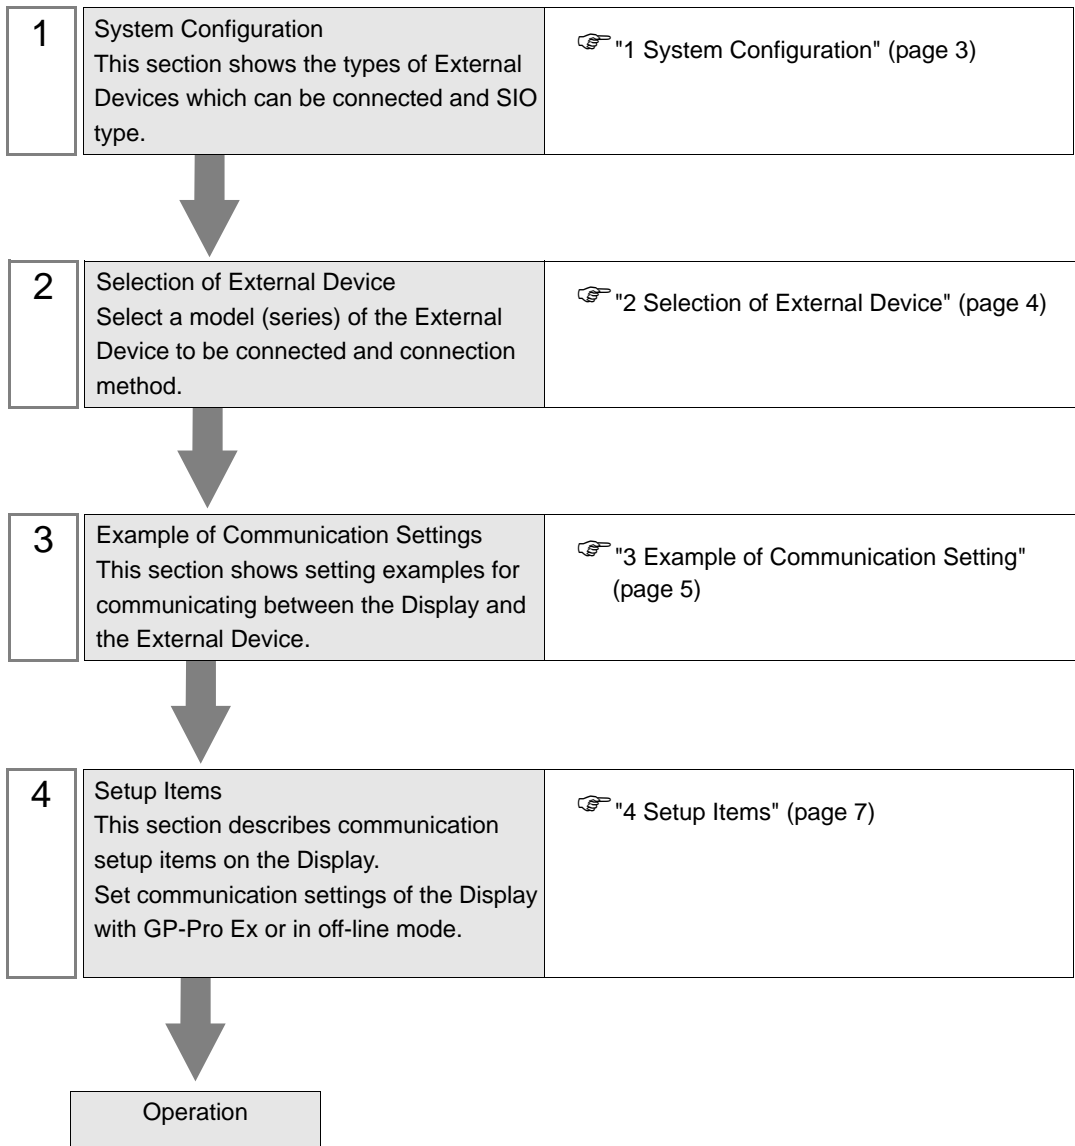 1
System Configuration
This section shows the types of External
Devices which can be connected and SIO
type.
"1 System Configuration" (page 3)
2
Selection of External Device
Select a model (series) of the External
Device to be connected and connection
method.
"2 Selection of External Device" (page 4)
3
Example of Communication Settings
This section shows setting examples for
communicating between the Display and
the External Device.
"3 Example of Communication Setting"
(page 5)
4
Setup Items
This section describes communication
setup items on the Display.
Set communication settings of the Display
with GP-Pro Ex or in off-line mode.
"4 Setup Items" (page 7)
Operation